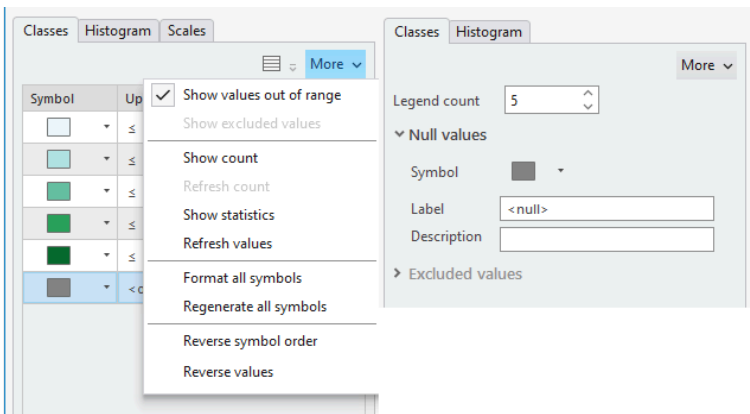 Classes Histogram Scales
More
Symbol Up
Show values out of range
Show excluded values
≤
≤
Show count
≤
Refresh count
Show statistics
≤
Refresh values
≤
Format all symbols
<
Regenerate all symbols
Reverse symbol order
Reverse values
Classes Histogram
More
Legend count 5
Null values
Symbol
Label <null>
Description
Excluded values